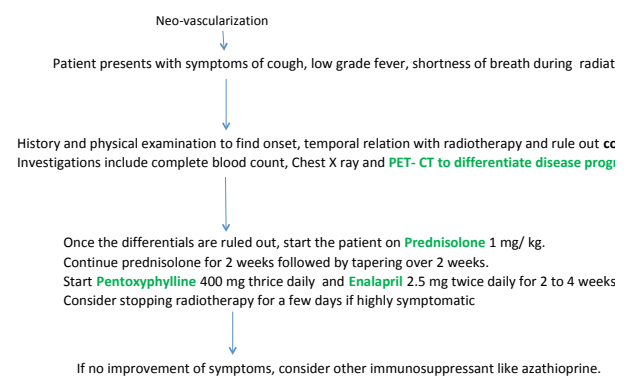 Neo-vascularization
Patient presents with symptoms of cough, low grade fever, shortness of breath during radiat
History and physical examination to find onset, temporal relation with radiotherapy and rule out co
Investigations include complete blood count, Chest X ray and PET- CT to differentiate disease progr
Once the differentials are ruled out, start the patient on Prednisolone 1 mg/ kg.
Continue prednisolone for 2 weeks followed by tapering over 2 weeks.
Start Pentoxyphylline 400 mg thrice daily and Enalapril 2.5 mg twice daily for 2 to 4 weeks
Consider stopping radiotherapy for a few days if highly symptomatic
If no improvement of symptoms, consider other immunosuppressant like azathioprine.